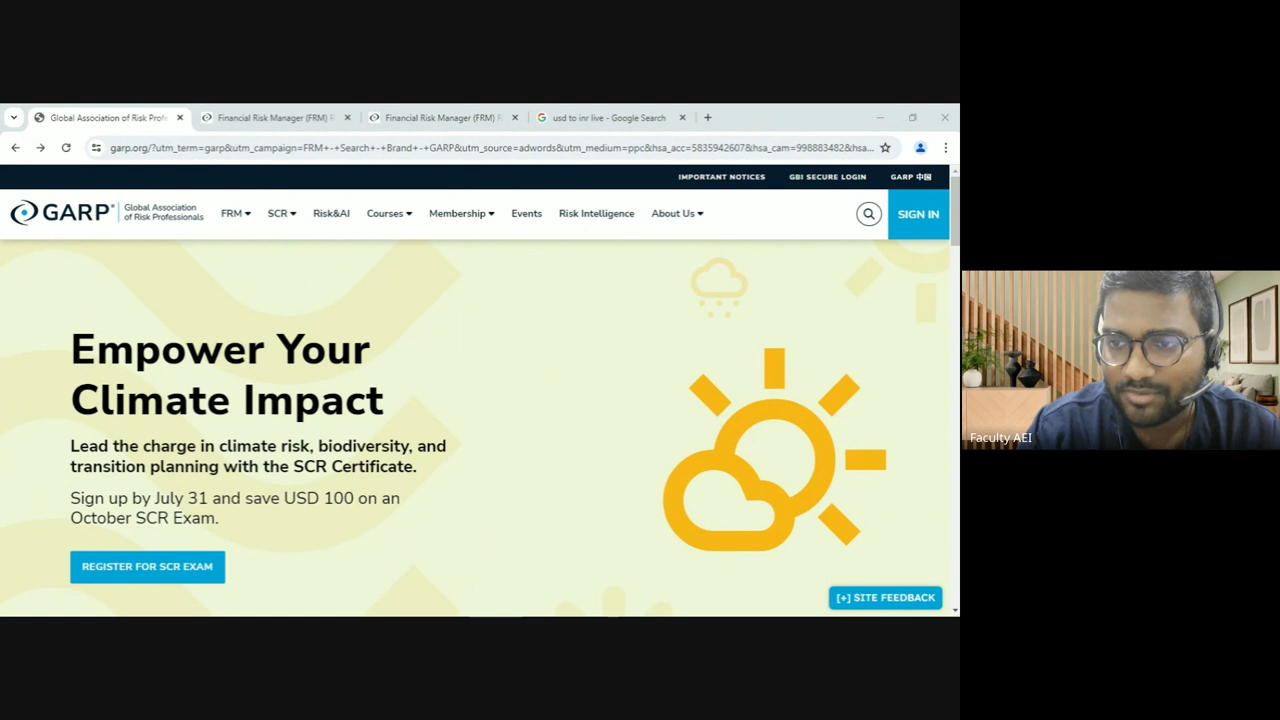 Global Association of Risk Profe
Financial Risk Manager (FRM) R
Financial Risk Manager (FRM) R
usd to inr live - Google Search
garp.org/?utm_term=garp&utm_campaign=FRM+-+Search+-+Brand+-+GARP&utm_source=adwords&utm_medium=ppc&hsa_acc=5835942607&hsa_cam=998883482&hsa...
IMPORTANT NOTICES GBI SECURE LOGIN GARP 中国
GARP® Global Association of Risk Professionals
FRM SCR Risk&AI Courses Membership Events Risk Intelligence About Us SIGN IN
Empower Your
Climate Impact
Lead the charge in climate risk, biodiversity, and
transition planning with the SCR Certificate.
Sign up by July 31 and save USD 100 on an
October SCR Exam.
REGISTER FOR SCR EXAM
[+] SITE FEEDBACK
Faculty AEI